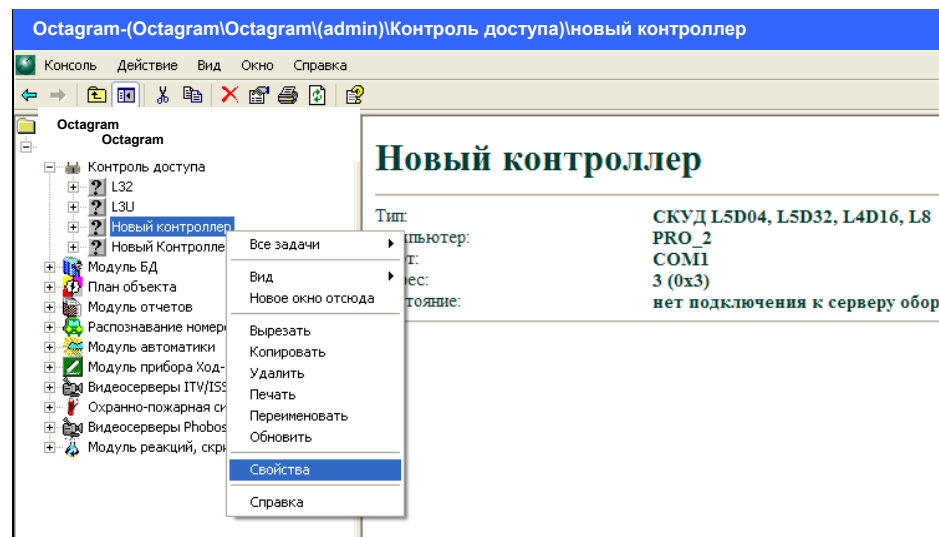 Octagram-(Octagram\Octagram\(admin)\Контроль доступа)\новый контроллер
Консоль Действие Вид Окно Справка
Octagram
Octagram
Контроль доступа
L32
L3U
Новый контроллер
Новый Контролле
Модуль БД
План объекта
Модуль отчетов
Распознавание номер
Модуль автоматики
Модуль прибора Ход-
Видеосерверы ITV/ISS
Охранно-пожарная си
Видеосерверы Phobos
Модуль реакций, скр
Все задачи
Вид
Новое окно отсюда
Вырезать
Копировать
Удалить
Печать
Переименовать
Обновить
Свойства
Справка
Новый контроллер
Тип: СКУД L5D04, L5D32, L4D16, L8
мпьютер: PRO_2
т: COM1
ес: 3 (0x3)
тояние: нет подключения к серверу обор